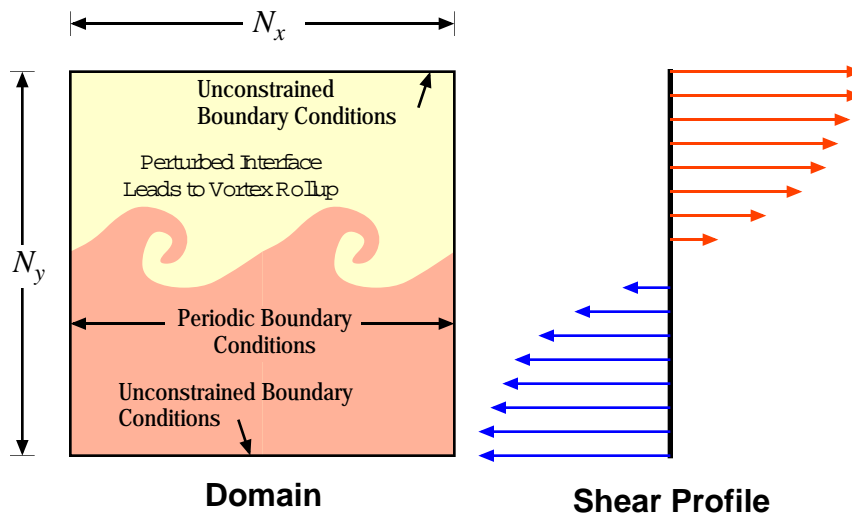 N_x
Unconstrained
Boundary Conditions
Perturbed Interface
Leads to Vortex Rollup
N_y
Periodic Boundary
Conditions
Unconstrained Boundary
Conditions
Domain
Shear Profile